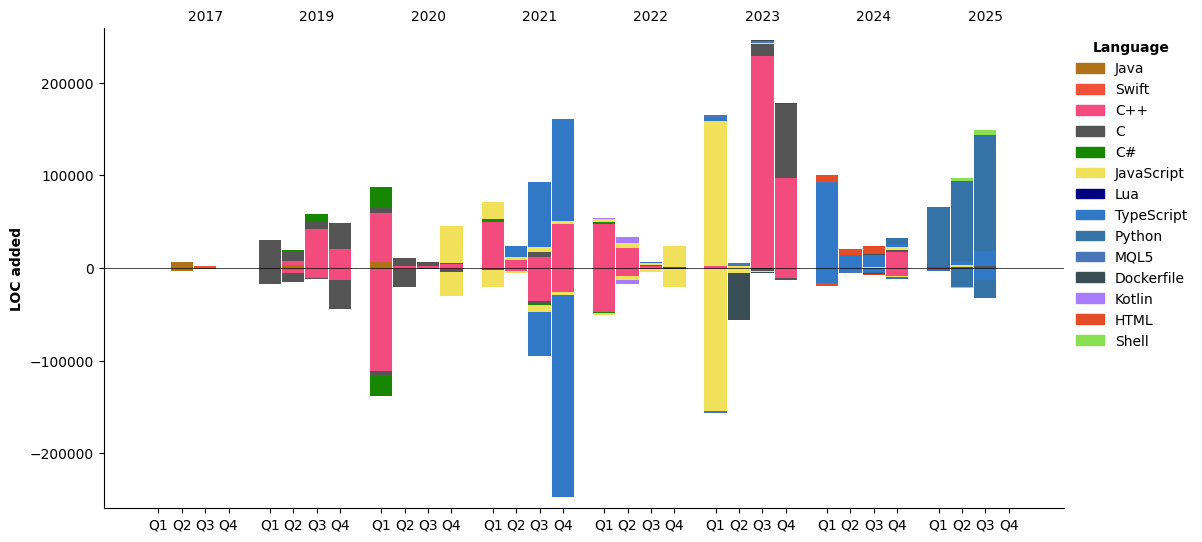 2017 2019 2020 2021 2022 2023 2024 2025
LOC added
200000
100000
0
−100000
−200000
Q1 Q2 Q3 Q4 Q1 Q2 Q3 Q4 Q1 Q2 Q3 Q4 Q1 Q2 Q3 Q4 Q1 Q2 Q3 Q4 Q1 Q2 Q3 Q4 Q1 Q2 Q3 Q4 Q1 Q2 Q3 Q4
Language
Java
Swift
C++
C
C#
JavaScript
Lua
TypeScript
Python
MQL5
Dockerfile
Kotlin
HTML
Shell